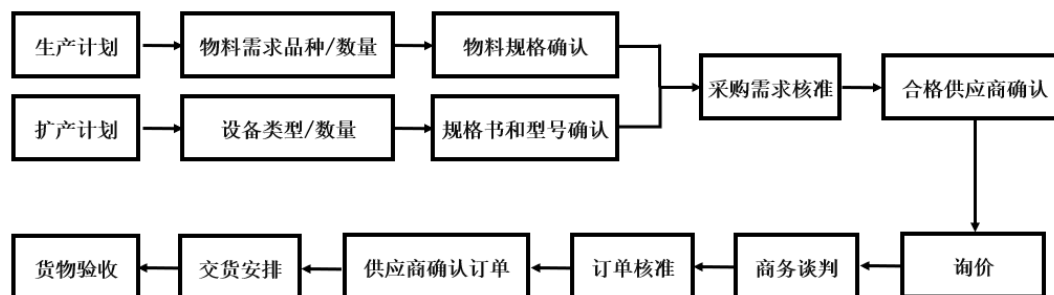 生产计划
物料需求品种/数量
物料规格确认
扩产计划
设备类型/数量
规格书和型号确认
采购需求核准
合格供应商确认
询价
商务谈判
订单核准
供应商确认订单
交货安排
货物验收